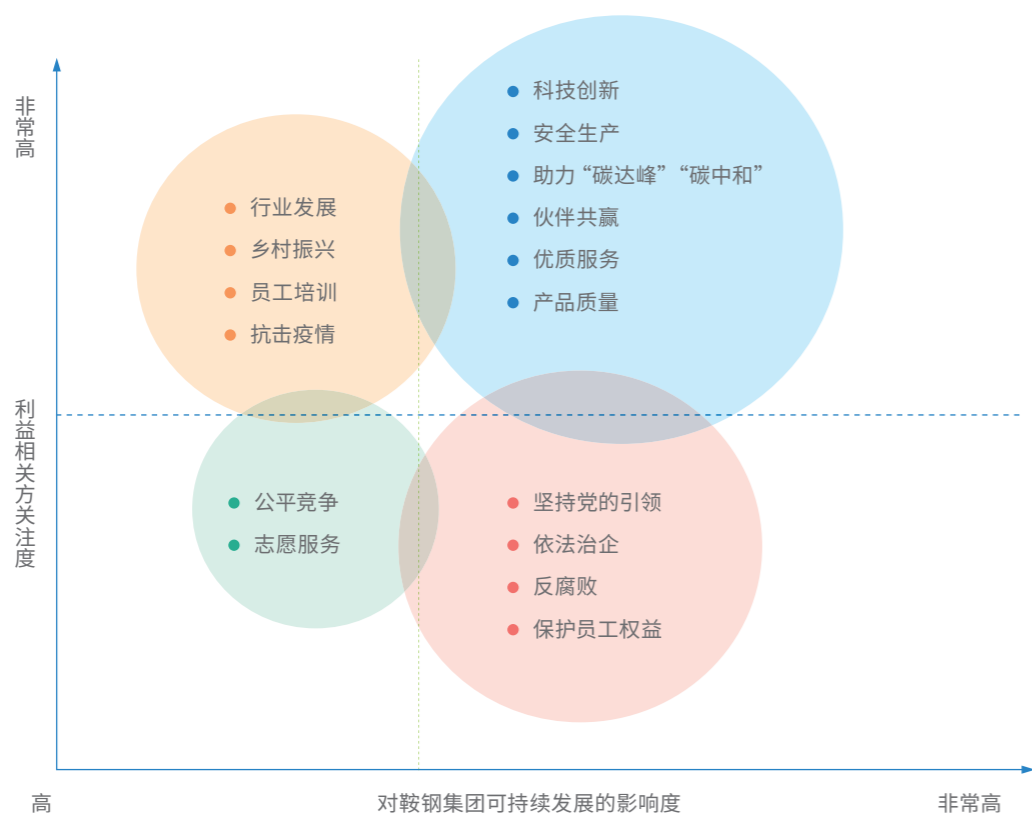 非常高
利益相关方关注度
科技创新
安全生产
助力“碳达峰”“碳中和”
伙伴共赢
优质服务
产品质量
行业发展
乡村振兴
员工培训
抗击疫情
公平竞争
志愿服务
坚持党的引领
依法治企
反腐败
保护员工权益
高
对鞍钢集团可持续发展的影响度
非常高